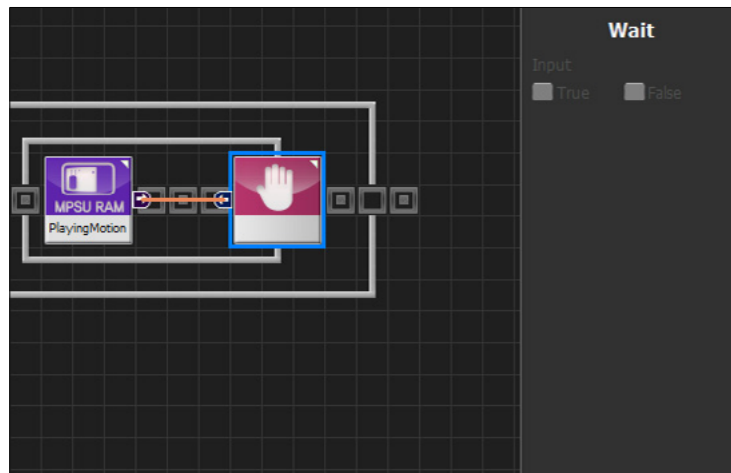 Wait
Input
True
False
MPSU RAM
PlayingMotion